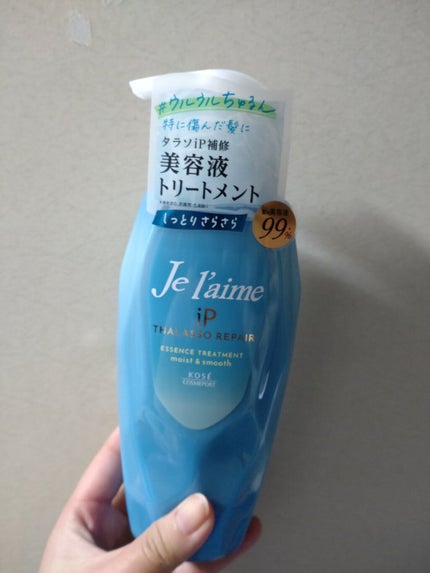 #ウルウルちゅるん
特に傷んだ髪に
タラソiP補修
美容液
トリートメント
しっとりさらさら
99%
Je l'aime
iP
THALASSO REPAIR
ESSENCE TREATMENT
moist & smooth
KOSÉ
COSMEPORT